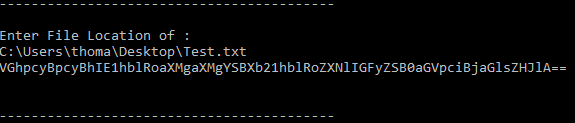 -----------------------------------------
Enter File Location of :
C:\Users\thoma\Desktop\Test.txt
VGhpcyBpcyBhIE1hblRoaXMgaXMgYSBXb21hblRoZXNlIGFyZSB0aGVpciBjaGlsZHJlA==
-----------------------------------------